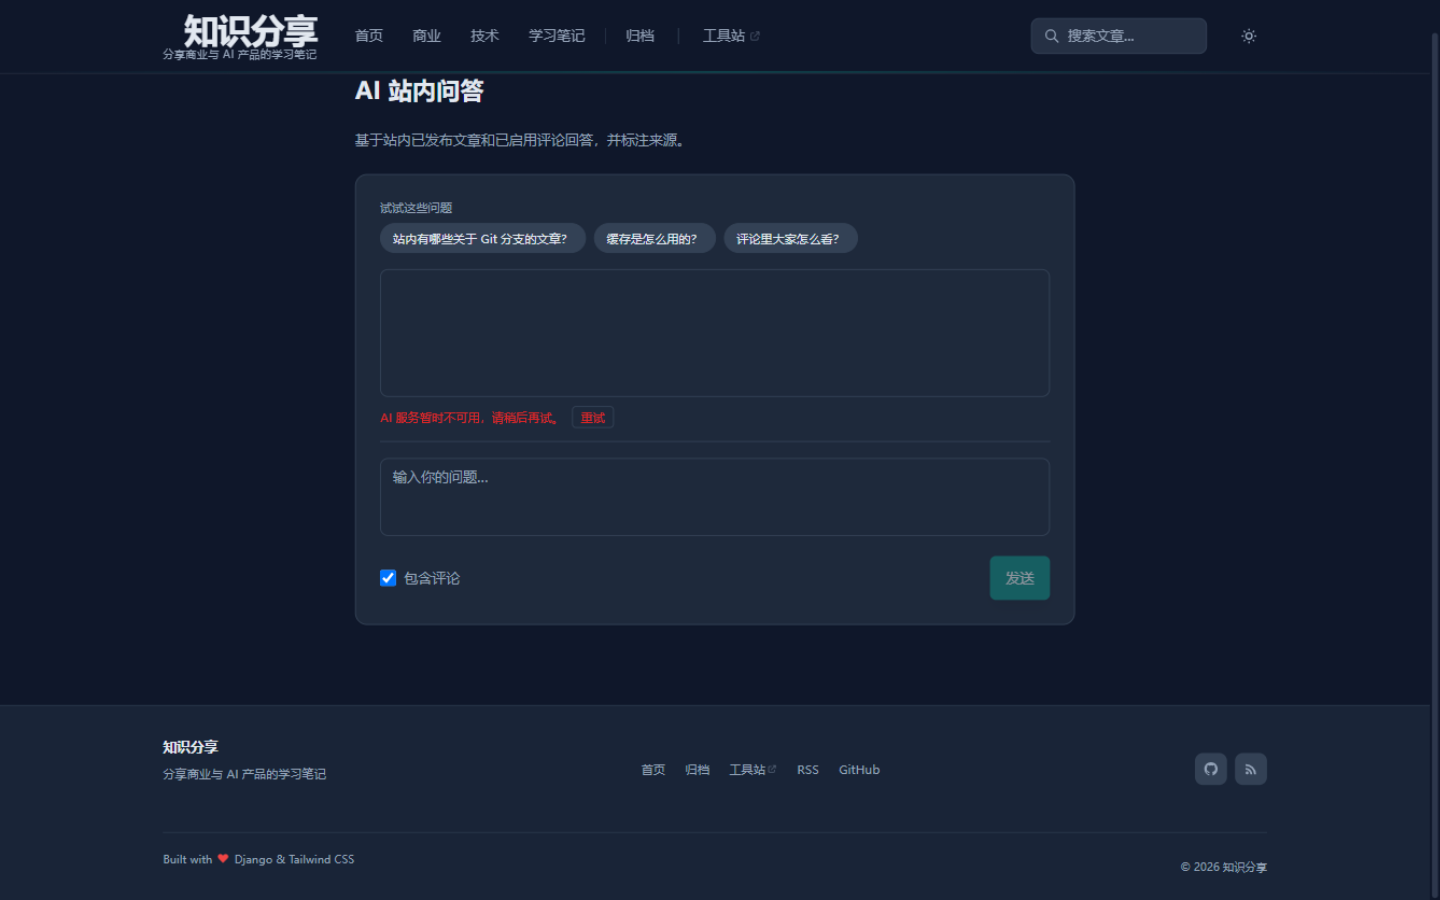 知识分享
分享商业与 AI 产品的学习笔记
首页
商业
技术
学习笔记
归档
工具站
搜索文章...
AI 站内问答
基于站内已发布文章和已启用评论回答，并标注来源。
试试这些问题
站内有哪些关于 Git 分支的文章？
缓存是怎么用的？
评论里大家怎么看？
AI 服务暂时不可用，请稍后再试。
重试
输入你的问题...
包含评论
发送
知识分享
分享商业与 AI 产品的学习笔记
首页
归档
工具站
RSS
GitHub
Built with ❤ Django & Tailwind CSS
© 2026 知识分享